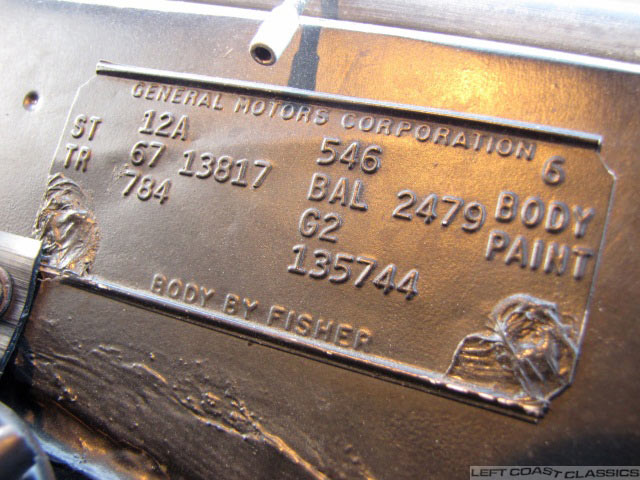 GENERAL MOTORS CORPORATION
12A 546 6
ST 67 13817 BAL 2479 BODY
TR 784 G2 PAINT
135744
BODY BY FISHER
LEFT COAST CLASSICS